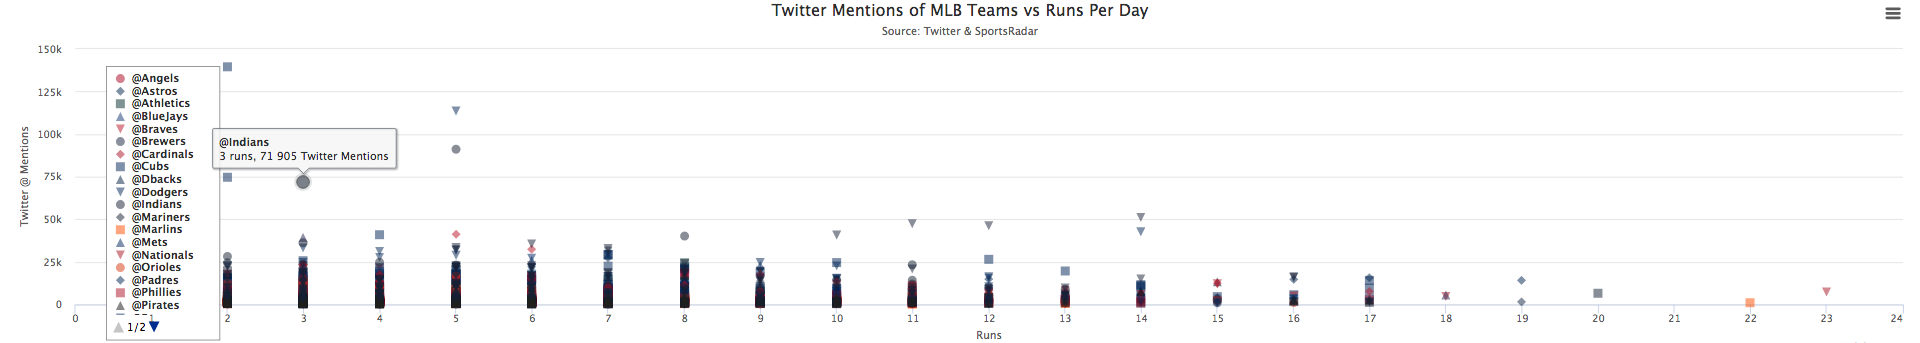 Twitter Mentions of MLB Teams vs Runs Per Day
Source: Twitter & SportsRadar
150k
125k
100k
75k
50k
25k
0
Twitter @ Mentions
@Angels
@Astros
@Athletics
@BlueJays
@Braves
@Brewers
@Cardinals
@Cubs
@Dbacks
@Dodgers
@Indians
@Mariners
@Marlins
@Mets
@Nationals
@Orioles
@Padres
@Phillies
@Pirates
1/2
@Indians
3 runs, 71 905 Twitter Mentions
0 1 2 3 4 5 6 7 8 9 10 11 12 13 14 15 16 17 18 19 20 21 22 23 24
Runs